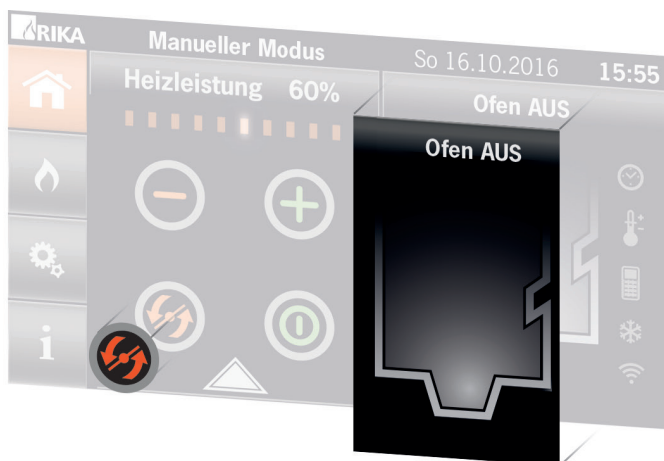 RIKA
Manueller Modus
So 16.10.2016
15:55
Heizleistung 60%
Ofen AUS
Ofen AUS